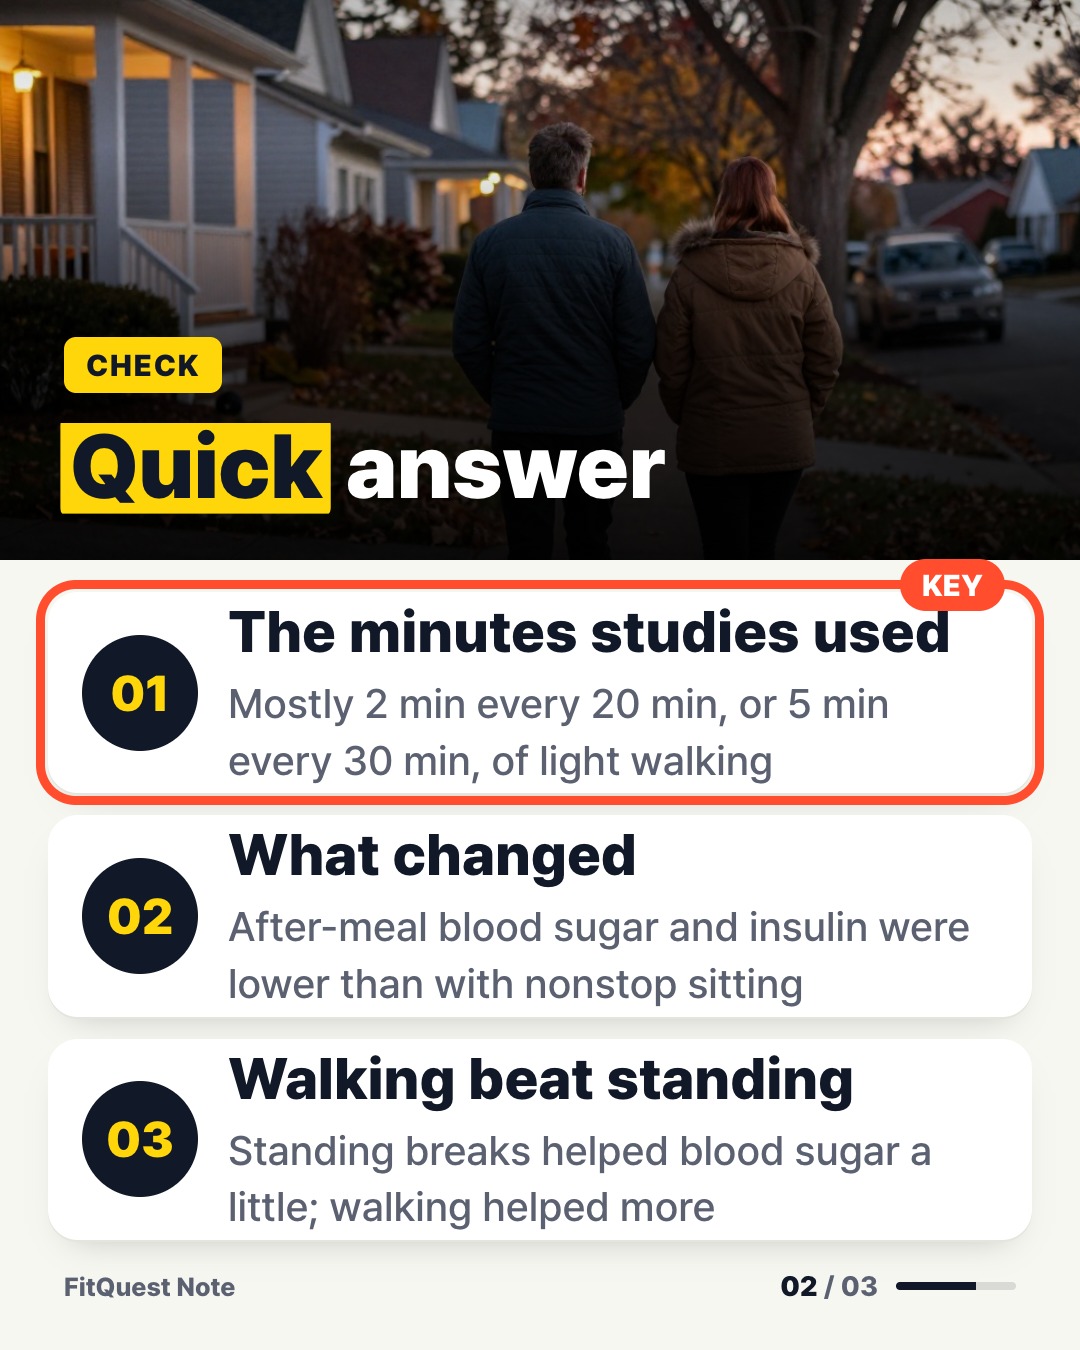 CHECK
Quick answer
KEY
The minutes studies used
01
Mostly 2 min every 20 min, or 5 min
every 30 min, of light walking
What changed
02
After-meal blood sugar and insulin were
lower than with nonstop sitting
Walking beat standing
03
Standing breaks helped blood sugar a
little; walking helped more
FitQuest Note
02 / 03